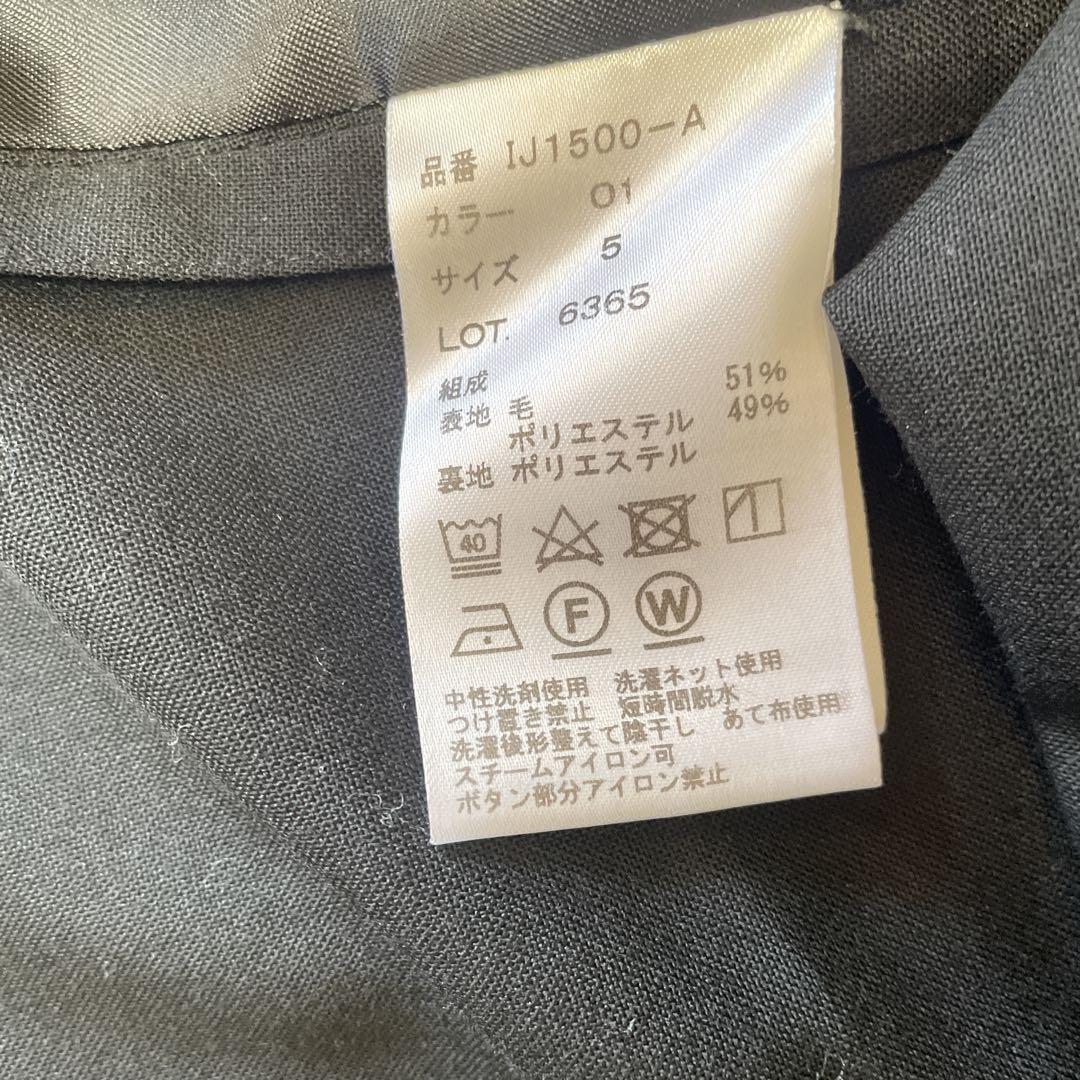 品番 IJ1500-A
カラー 01
サイズ 5
LOT. 6365
組成
表地 毛 51%
ポリエステル 49%
裏地 ポリエステル
40
F W
中性洗剤使用 洗濯ネット使用
つけ置き禁止 短時間脱水
洗濯後形整えて陰干し あて布使用
スチームアイロン可
ボタン部分アイロン禁止